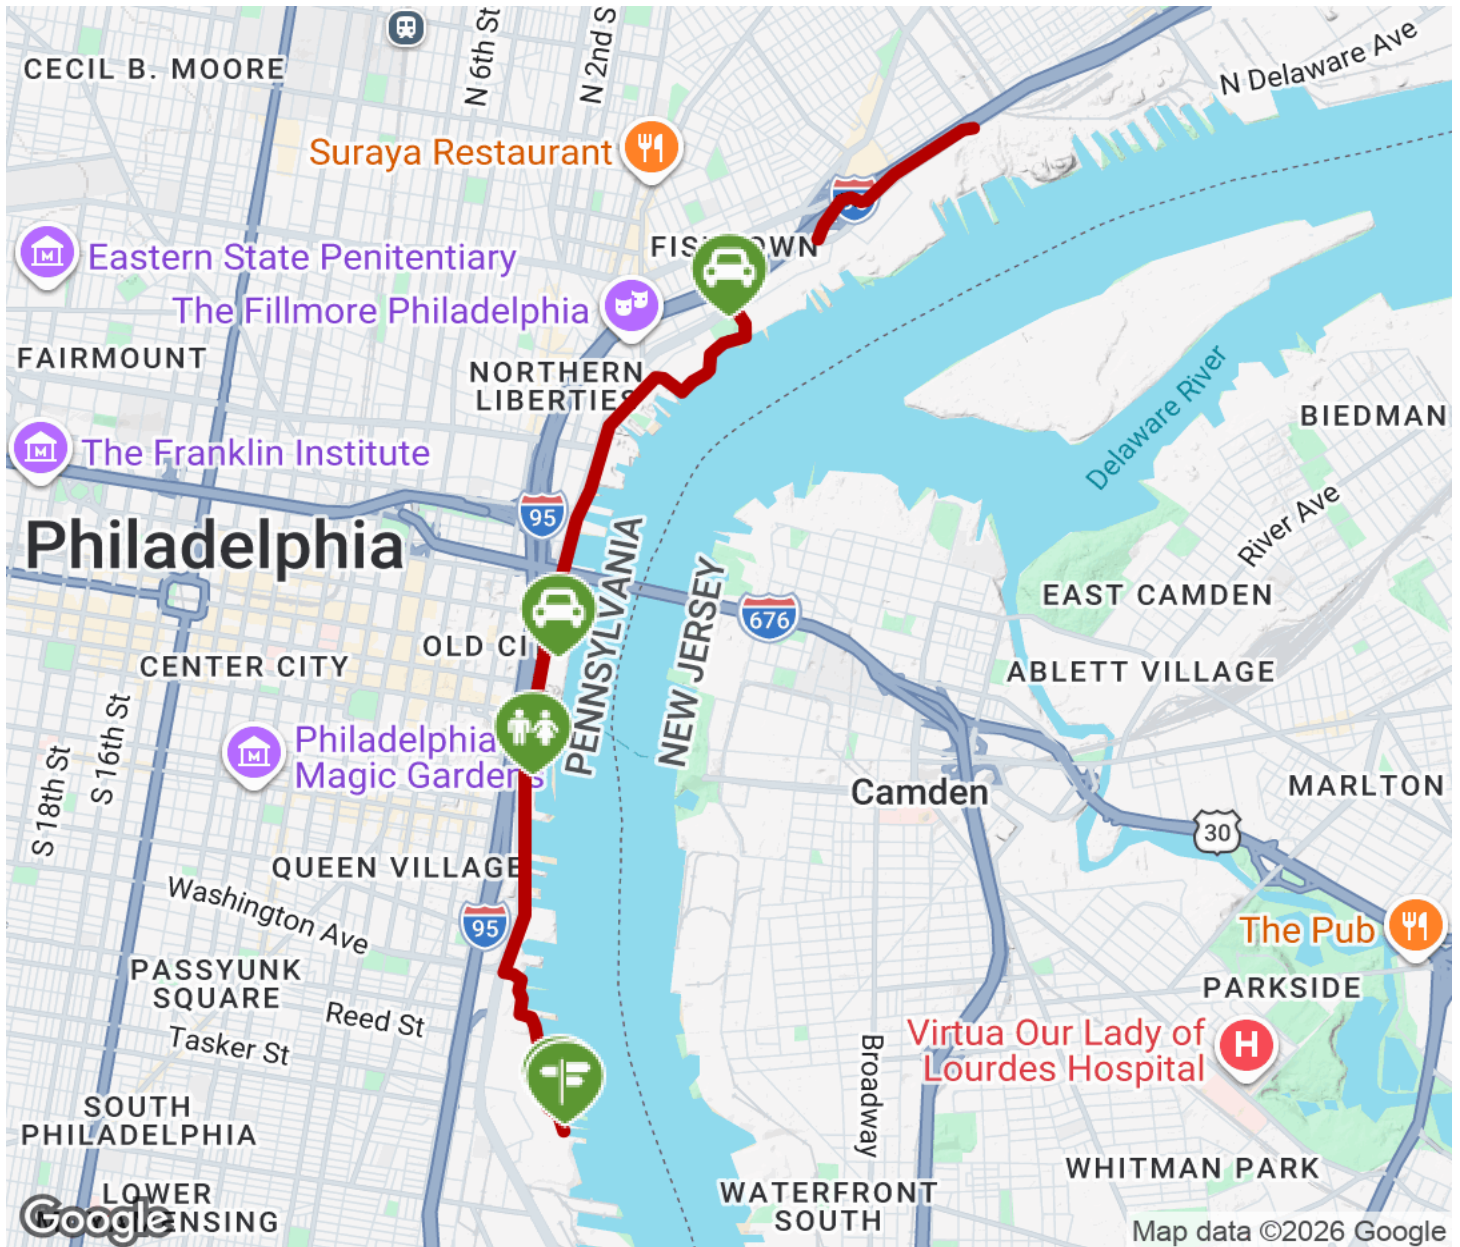 N 6th St
N 2nd S
CECIL B. MOORE
N Delaware Ave
Suraya Restaurant
FISHTOWN
Eastern State Penitentiary
The Fillmore Philadelphia
FAIRMOUNT
NORTHERN
LIBERTIES
Delaware River
BIEDMAN
The Franklin Institute
95
River Ave
Philadelphia
PENNSYLVANIA
NEW JERSEY
EAST CAMDEN
676
OLD CI
CENTER CITY
ABLETT VILLAGE
S 16th St
S 18th St
Philadelphia
Magic Gardens
Camden
MARLTON
30
QUEEN VILLAGE
Washington Ave
95
The Pub
PASSYUNK
SQUARE
PARKSIDE
Reed St
Tasker St
Virtua Our Lady of
Lourdes Hospital
H
Broadway
SOUTH
PHILADELPHIA
WHITMAN PARK
LOWER
WATERFRONT
SOUTH
Google
Map data ©2026 Google